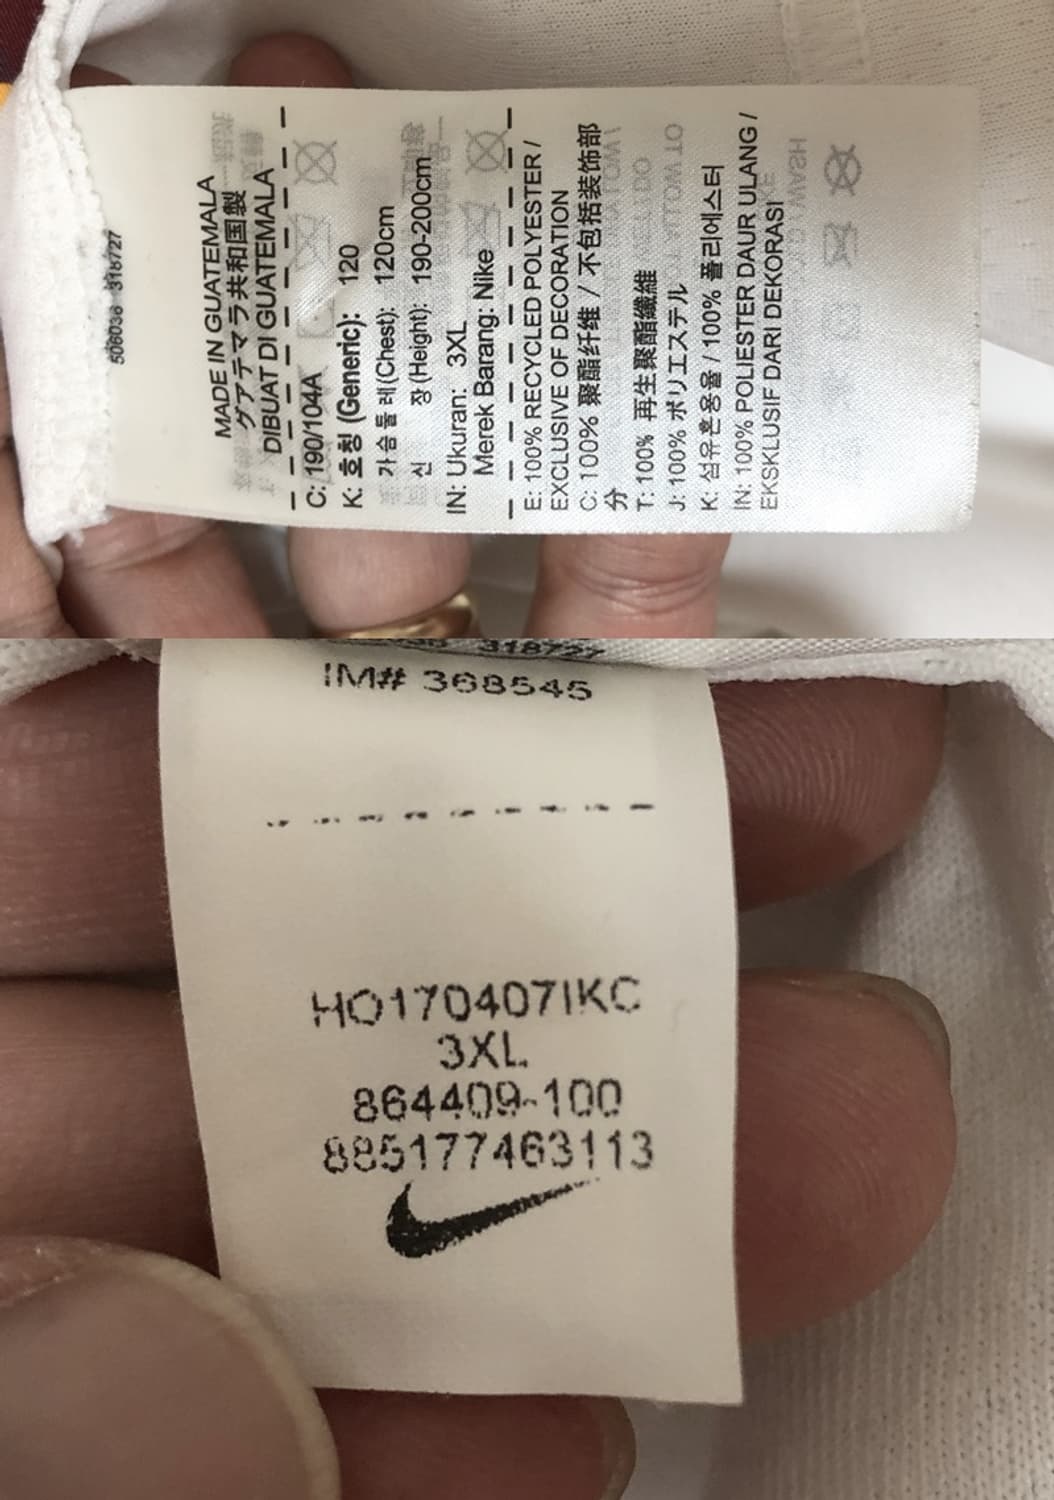 506036 318727
MADE IN GUATEMALA
グアテマラ共和国製
DIBUAT DI GUATEMALA
C: 190/104A
K: 호칭 (Generic): 120
가슴둘레(Chest): 120cm
신 장(Height): 190-200cm
IN: Ukuran: 3XL
Merek Barang: Nike
E: 100% RECYCLED POLYESTER /
EXCLUSIVE OF DECORATION
C: 100% 聚酯纤维 / 不包括装饰部
分
T: 100% 再生聚酯纖維
J: 100% ポリエステル
K: 섬유혼용율 / 100% 폴리에스터
IN: 100% POLIESTER DAUR ULANG /
EKSKLUSIF DARI DEKORASI
318727
IM# 368545
HO170407IKC
3XL
864409-100
885177463113